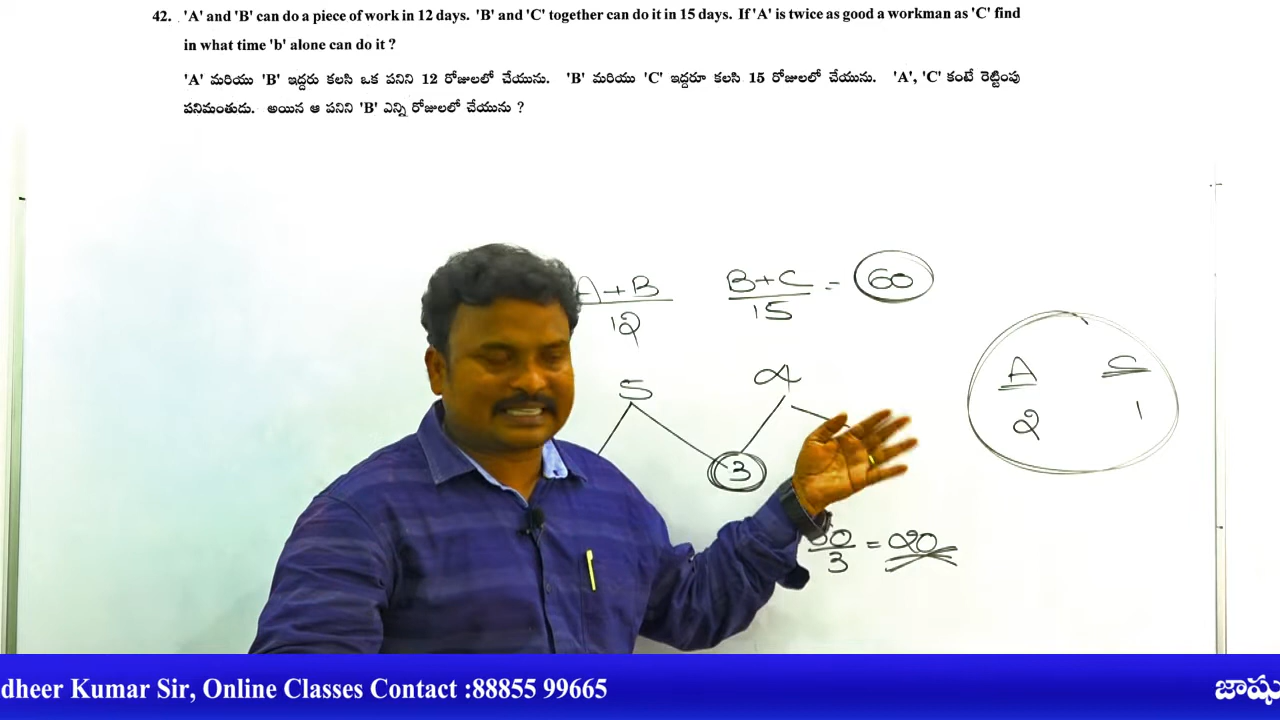 42. 'A' and 'B' can do a piece of work in 12 days. 'B' and 'C' together can do it in 15 days. If 'A' is twice as good a workman as 'C' find
in what time 'b' alone can do it ?
'A' మరియు 'B' ఇద్దరు కలసి ఒక పనిని 12 రోజులలో చేయును. 'B' మరియు 'C' ఇద్దరూ కలసి 15 రోజులలో చేయును. 'A', 'C' కంటే రెట్టింపు
పనిమంతుడు. అయిన ఆ పనిని 'B' ఎన్ని రోజులలో చేయును ?
A+B B+C = 60
12 15
A C
5 4
2 1
3
60/3 = 20
dheer Kumar Sir, Online Classes Contact :88855 99665